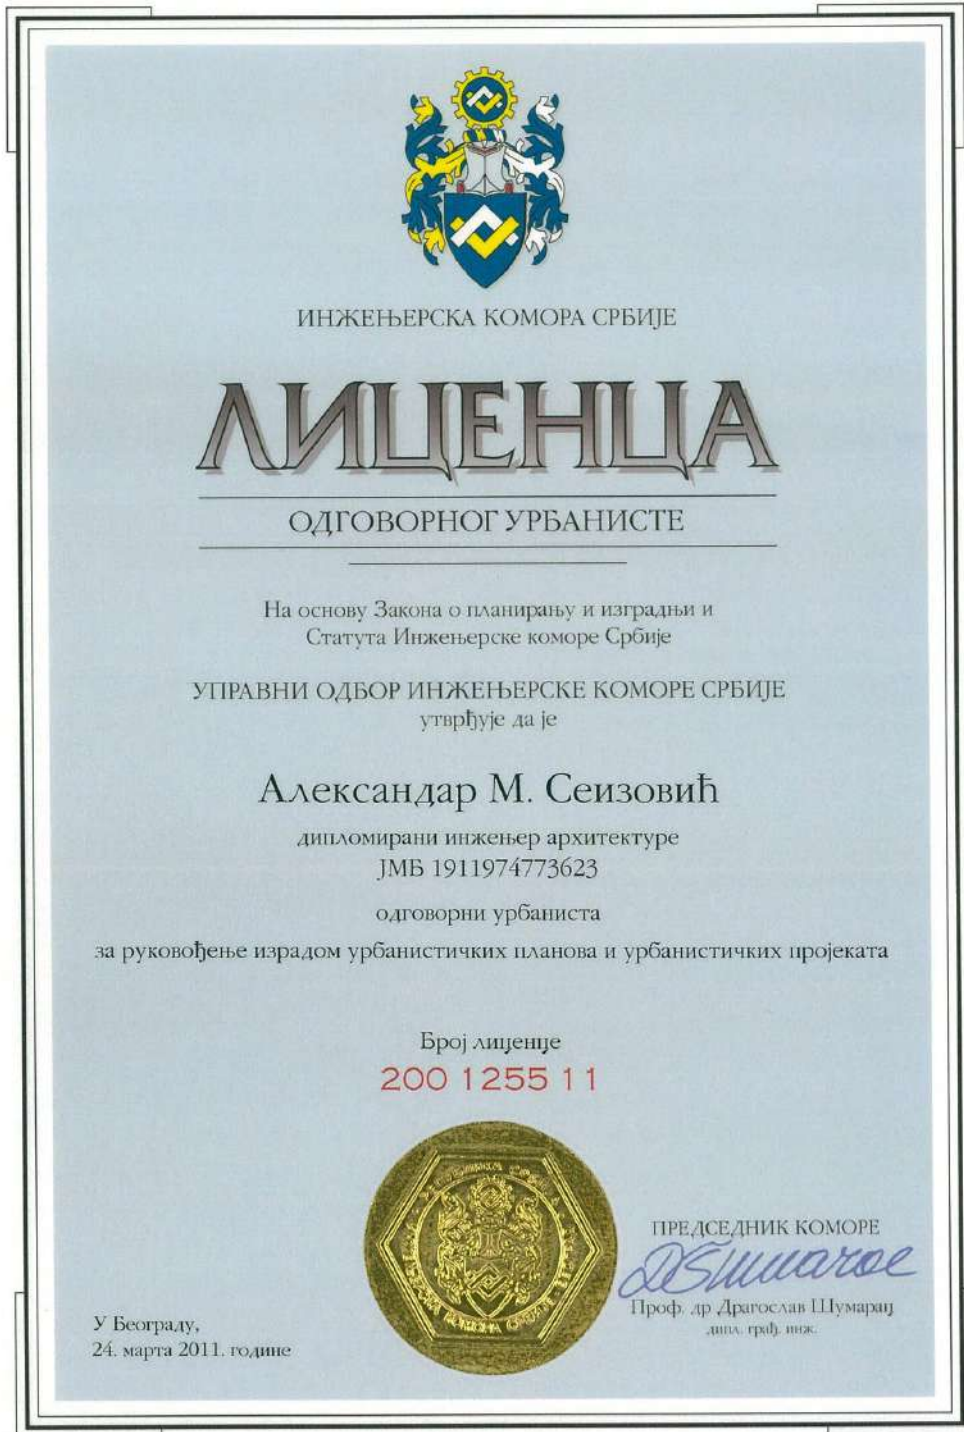 ИНЖЕЊЕРСКА КОМОРА СРБИЈЕ
ЛИЦЕНЦА
ОДГОВОРНОГ УРБАНИСТЕ
На основу Закона о планирању и изградњи и
Статута Инжењерске коморе Србије
УПРАВНИ ОДБОР ИНЖЕЊЕРСКЕ КОМОРЕ СРБИЈЕ
утврђује да је
Александар М. Сеизовић
дипломирани инжењер архитектуре
ЈМБ 1911974773623
одговорни урбаниста
за руковођење израдом урбанистичких планова и урбанистичких пројеката
Број лиценце
200 1255 11
ПРЕДСЕДНИК КОМОРЕ
Проф. др Драгослав Шумарац
дипл. грађ. инж.
У Београду,
24. марта 2011. године